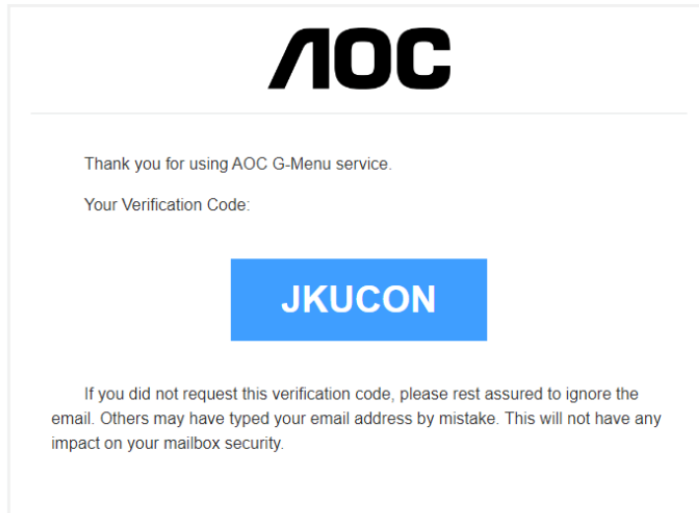 AOC
Thank you for using AOC G-Menu service.
Your Verification Code:
JKUCON
If you did not request this verification code, please rest assured to ignore the
email. Others may have typed your email address by mistake. This will not have any
impact on your mailbox security.